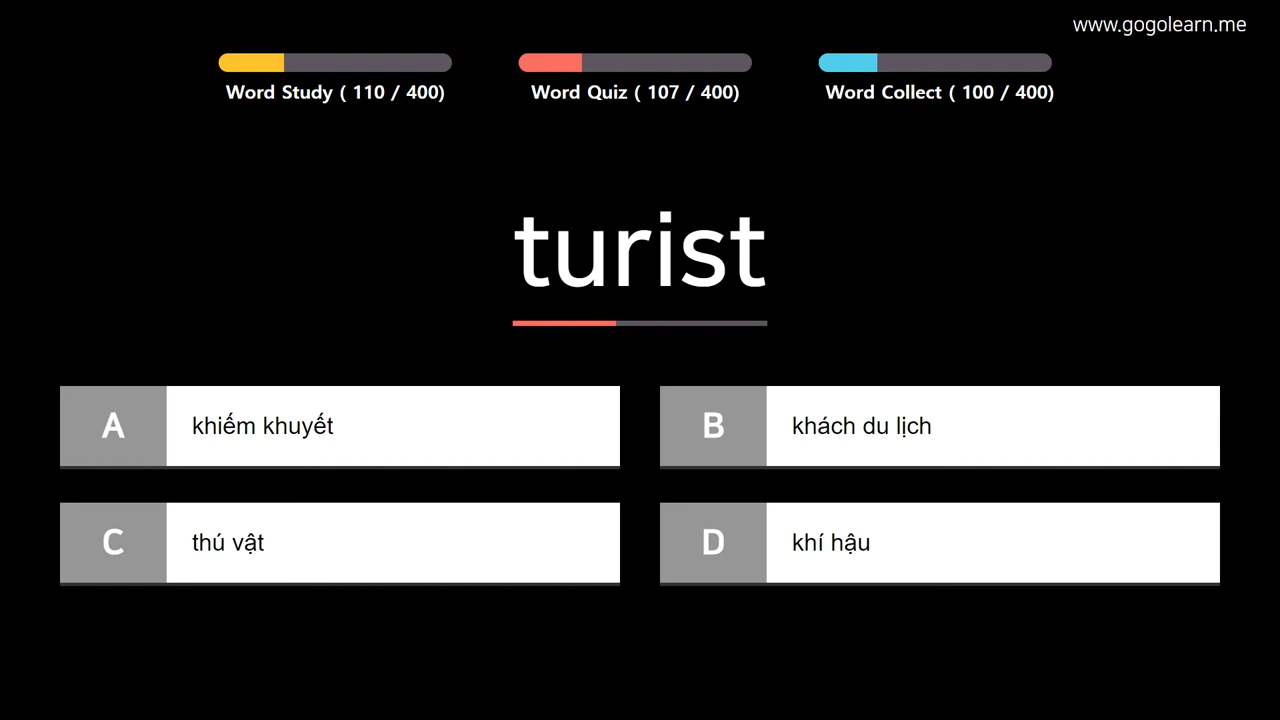 www.gogolearn.me
Word Study ( 110 / 400)
Word Quiz ( 107 / 400)
Word Collect ( 100 / 400)
turist
A khiếm khuyết
B khách du lịch
C thú vật
D khí hậu